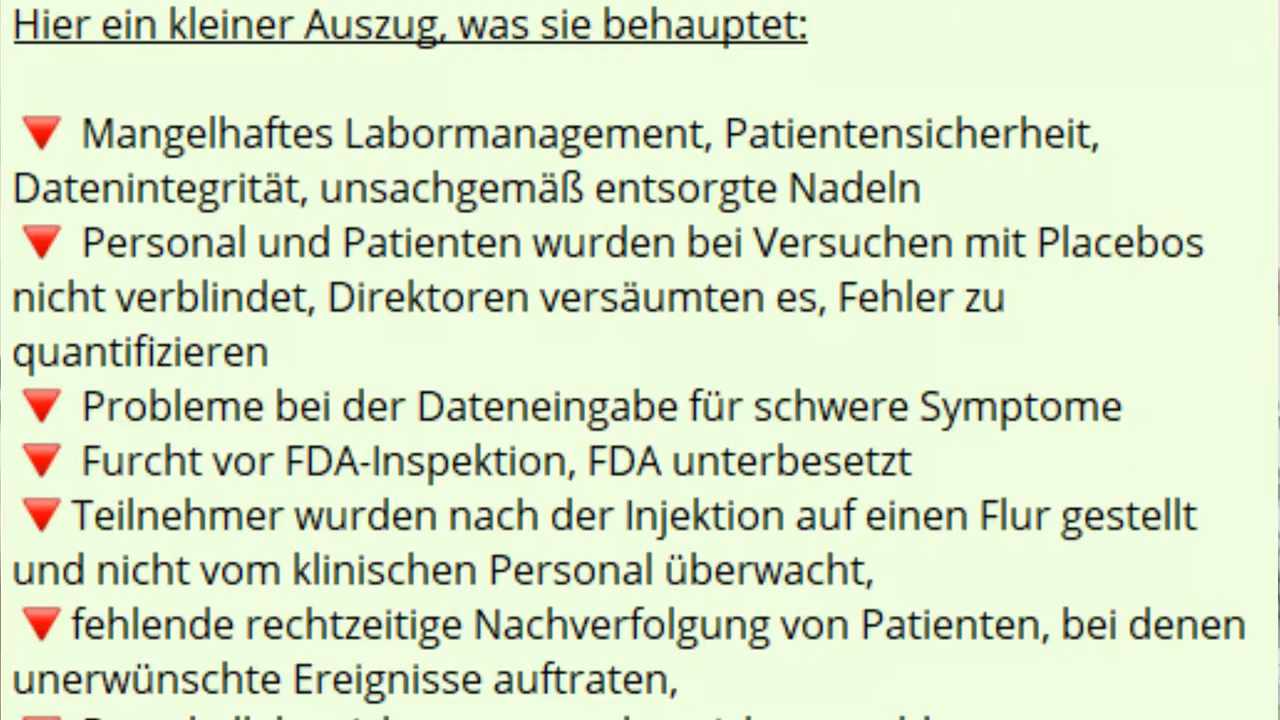 Hier ein kleiner Auszug, was sie behauptet:
🔻 Mangelhaftes Labormanagement, Patientensicherheit,
Datenintegrität, unsachgemäß entsorgte Nadeln
🔻 Personal und Patienten wurden bei Versuchen mit Placebos
nicht verblindet, Direktoren versäumten es, Fehler zu
quantifizieren
🔻 Probleme bei der Dateneingabe für schwere Symptome
🔻 Furcht vor FDA-Inspektion, FDA unterbesetzt
🔻Teilnehmer wurden nach der Injektion auf einen Flur gestellt
und nicht vom klinischen Personal überwacht,
🔻fehlende rechtzeitige Nachverfolgung von Patienten, bei denen
unerwünschte Ereignisse auftraten,